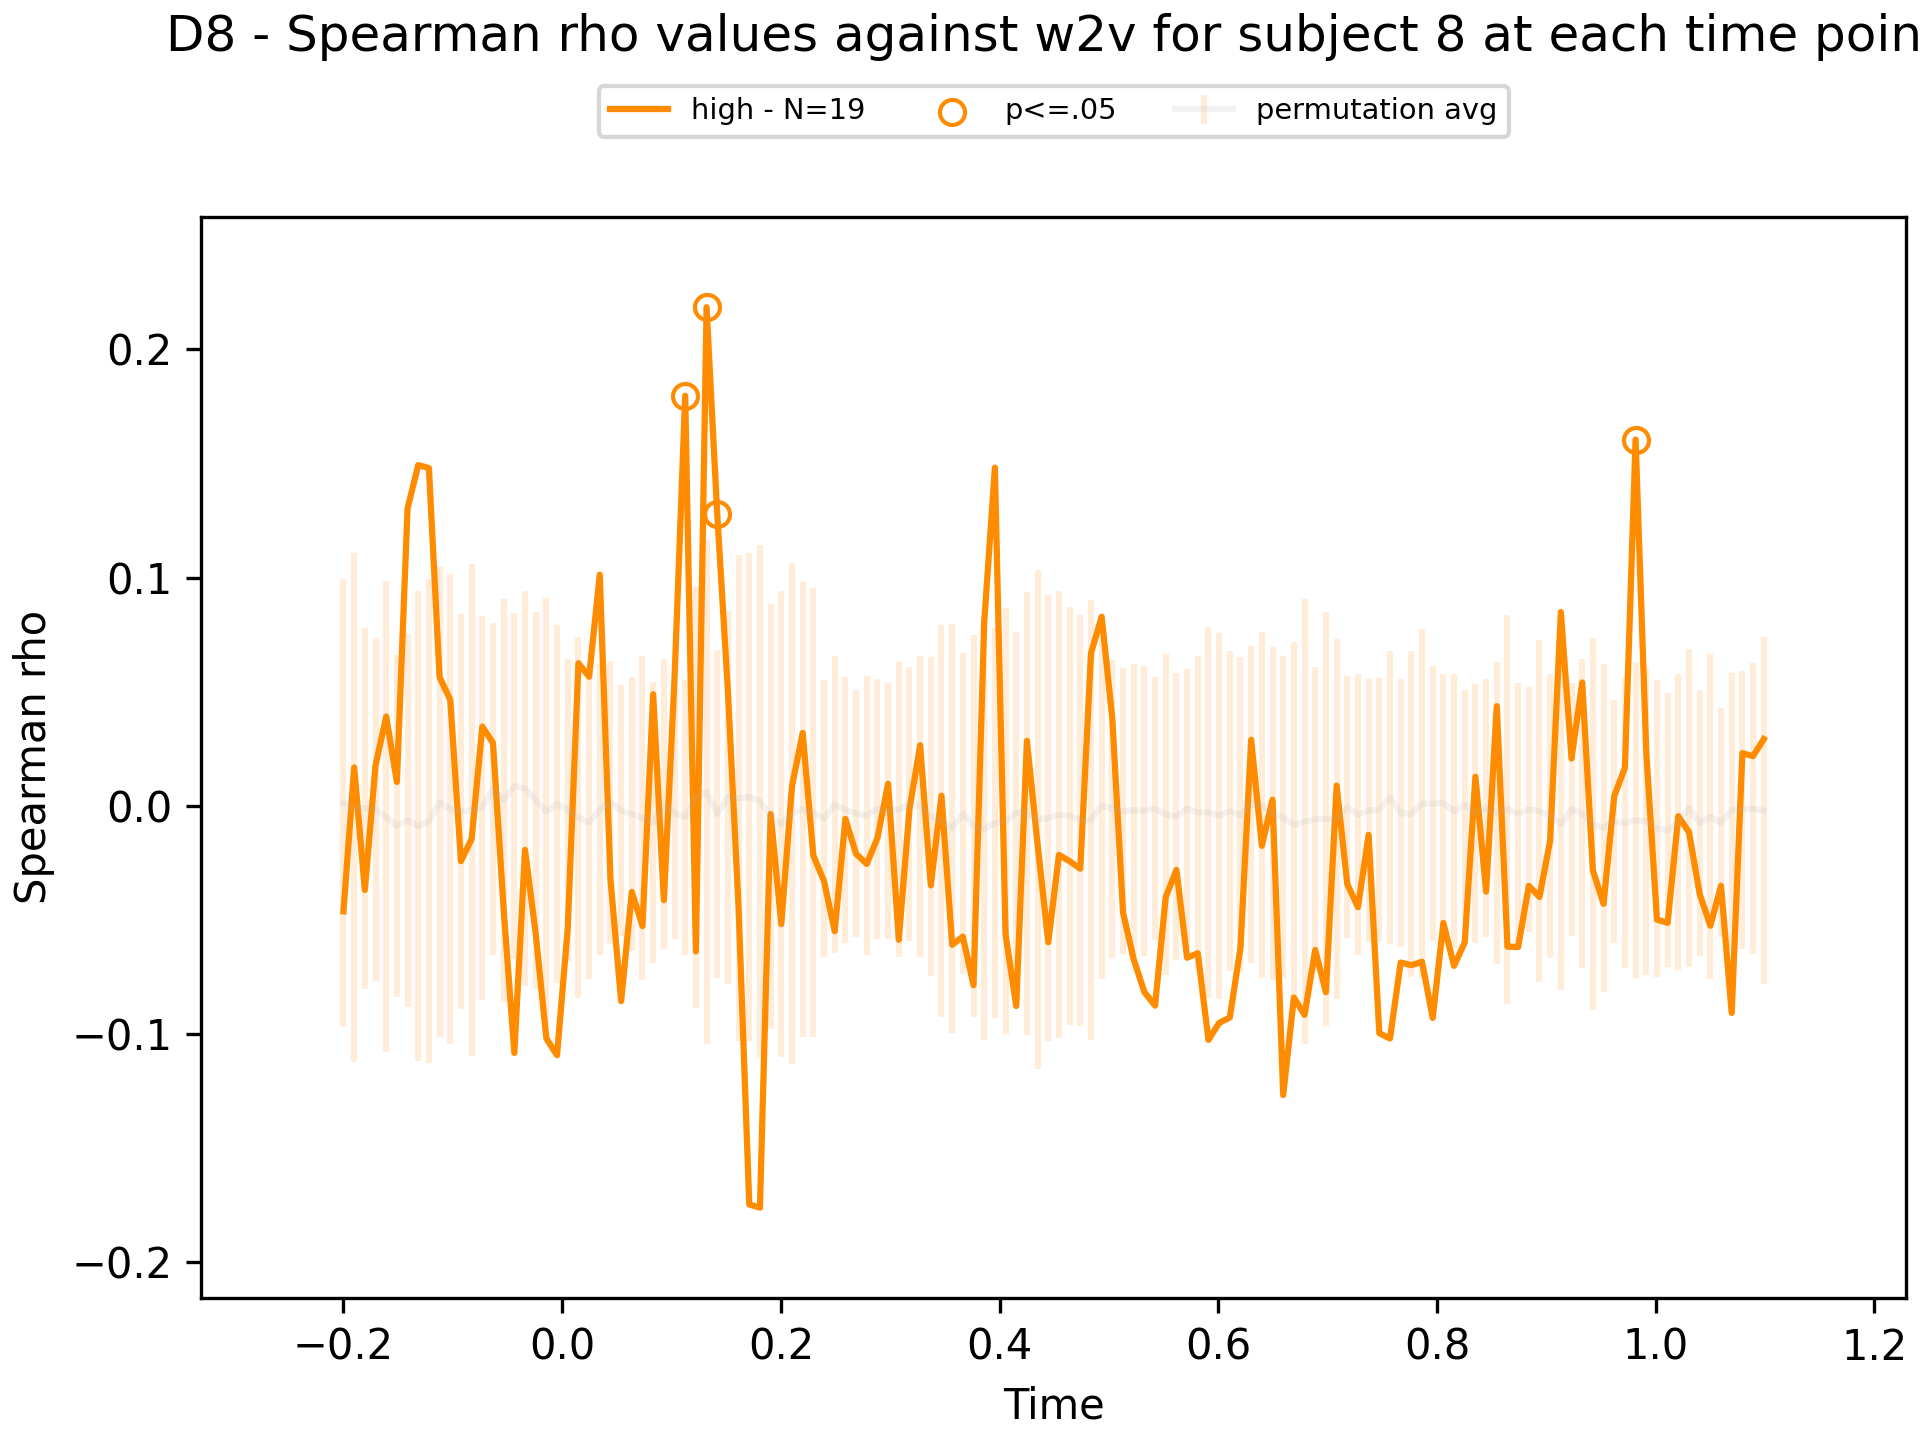 D8 - Spearman rho values against w2v for subject 8 at each time poin
high - N=19 p<=.05 permutation avg
0.2
0.1
0.0
−0.1
−0.2
Spearman rho
−0.2 0.0 0.2 0.4 0.6 0.8 1.0 1.2
Time